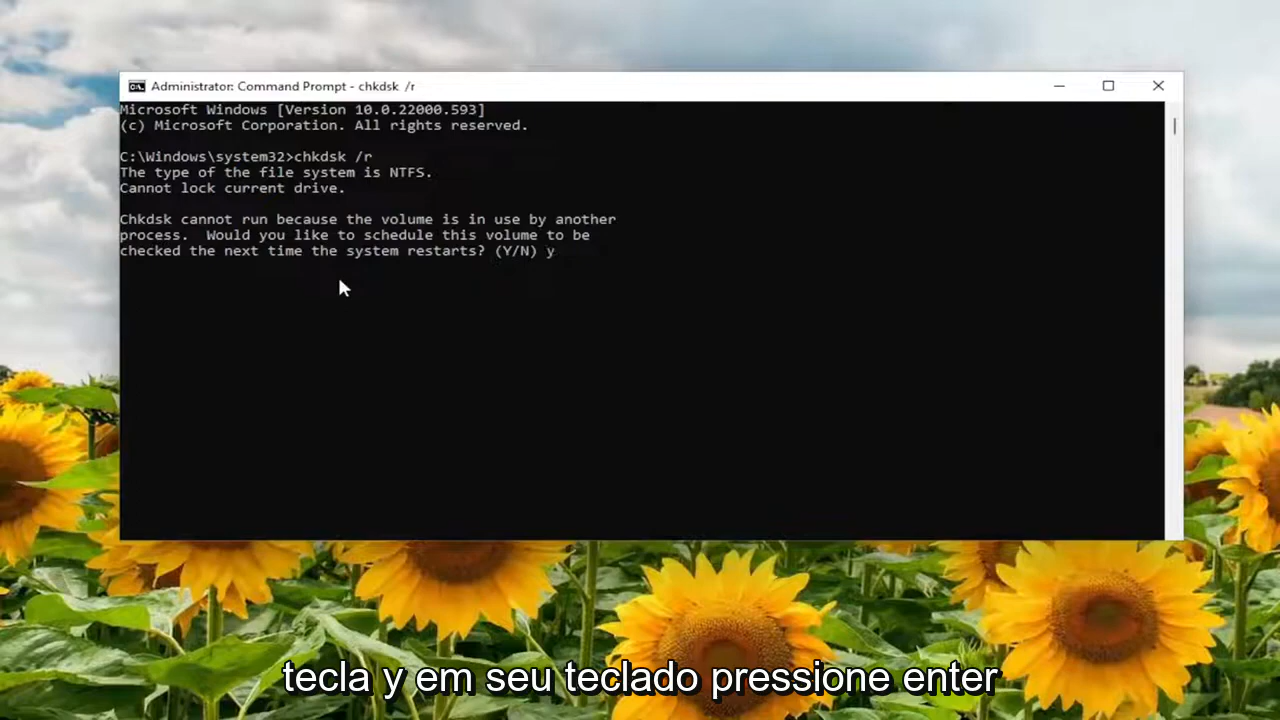 Administrator: Command Prompt - chkdsk /r
Microsoft Windows [Version 10.0.22000.593]
(c) Microsoft Corporation. All rights reserved.
C:\Windows\system32>chkdsk /r
The type of the file system is NTFS.
Cannot lock current drive.
Chkdsk cannot run because the volume is in use by another
process.  Would you like to schedule this volume to be
checked the next time the system restarts? (Y/N) y
tecla y em seu teclado pressione enter